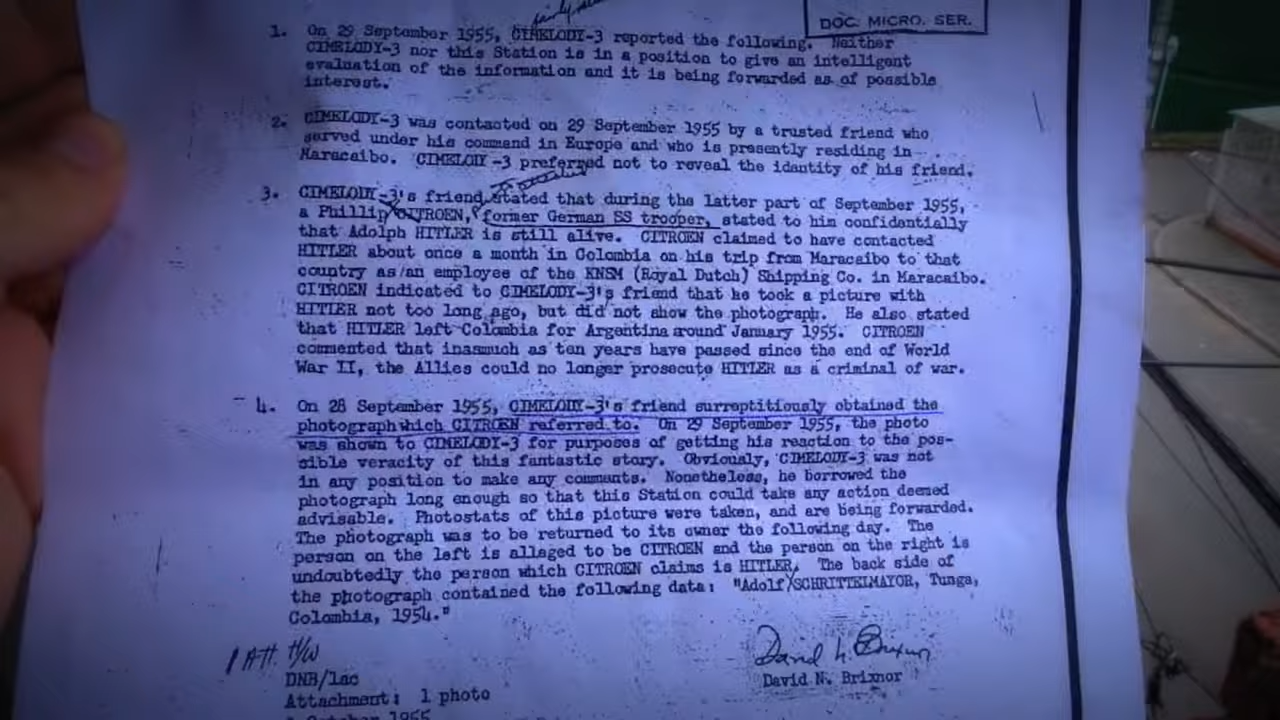 DOC. MICRO. SER.
1. On 29 September 1955, CIMELODY-3 reported the following. Neither
CIMELODY-3 nor this Station is in a position to give an intelligent
evaluation of the information and it is being forwarded as of possible
interest.
2. CIMELODY-3 was contacted on 29 September 1955 by a trusted friend who
served under his command in Europe and who is presently residing in
Maracaibo. CIMELODY-3 preferred not to reveal the identity of his friend.
3. CIMELODY-3's friend stated that during the latter part of September 1955,
a Phillip CITROEN, former German SS trooper, stated to him confidentially
that Adolph HITLER is still alive. CITROEN claimed to have contacted
HITLER about once a month in Colombia on his trip from Maracaibo to that
country as an employee of the KNSM (Royal Dutch) Shipping Co. in Maracaibo.
CITROEN indicated to CIMELODY-3's friend that he took a picture with
HITLER not too long ago, but did not show the photograph. He also stated
that HITLER left Colombia for Argentina around January 1955. CITROEN
commented that inasmuch as ten years have passed since the end of World
War II, the Allies could no longer prosecute HITLER as a criminal of war.
4. On 28 September 1955, CIMELODY-3's friend surreptitiously obtained the
photograph which CITROEN referred to. On 29 September 1955, the photo
was shown to CIMELODY-3 for purposes of getting his reaction to the pos-
sible veracity of this fantastic story. Obviously, CIMELODY-3 was not
in any position to make any comments. Nonetheless, he borrowed the
photograph long enough so that this Station could take any action deemed
advisable. Photostats of this picture were taken, and are being forwarded.
The photograph was to be returned to its owner the following day. The
person on the left is alleged to be CITROEN and the person on the right is
undoubtedly the person which CITROEN claims is HITLER. The back side of
the photograph contained the following data: "Adolf SCHRITTELMAYOR, Tunga,
Colombia, 1954."
1 Att. H/W
David N. Brixnor
DNB/lac
David N. Brixnor
Attachment: 1 photo
October 1955